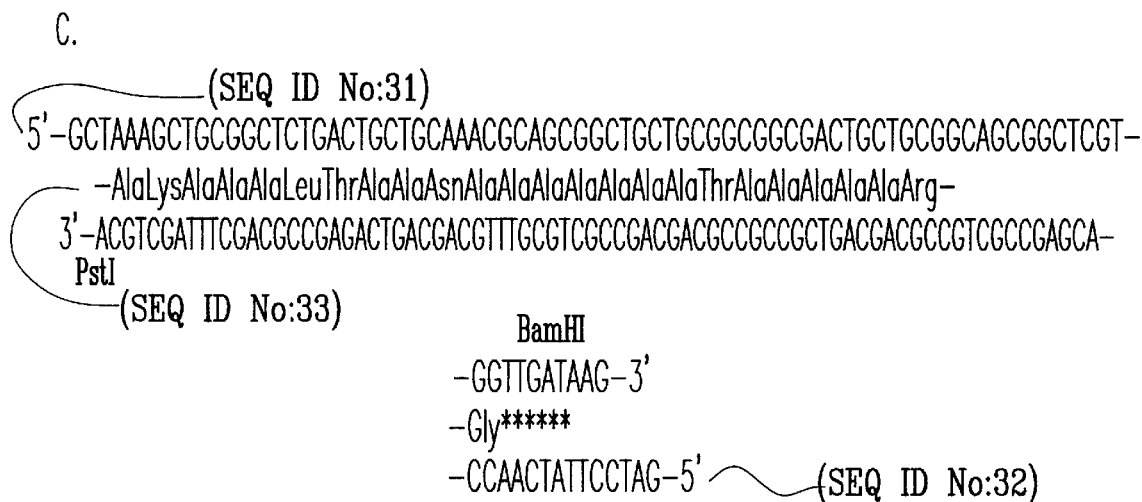 C.
(SEQ ID No:31)
5'-GCTAAAGCTGCGGCTCTGACTGCTGCAAACGCAGCGGCTGCTGCGGCGGCGACTGCTGCGGCAGCGGCTCGT-
-AlaLysAlaAlaAlaLeuThrAlaAlaAsnAlaAlaAlaAlaAlaAlaAlaThrAlaAlaAlaAlaAlaArg-
3'-ACGTCGATTTCGACGCCGAGACTGACGACGTTTGCGTCGCCGACGACGCCGCCGCTGACGACGCCGTCGCCGAGCA-
PstI
(SEQ ID No:33)
BamHI
-GGTTGATAAG-3'
-Gly******
-CCAACTATTCCTAG-5'
(SEQ ID No:32)